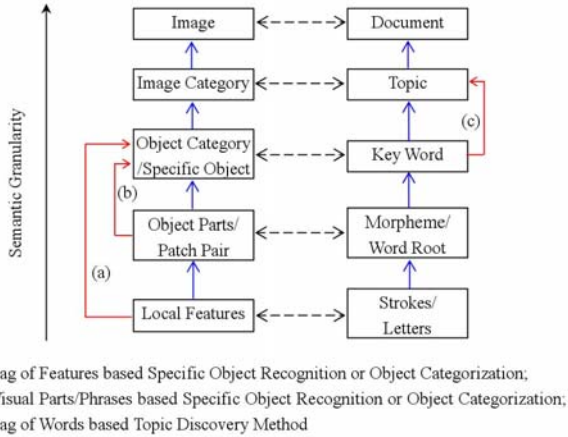 Image
Document
Image Category
Topic
(c)
Object Category
/Specific Object
Key Word
(b)
Object Parts/
Patch Pair
Morpheme/
Word Root
(a)
Local Features
Strokes/
Letters
Semantic Granularity
ag of Features based Specific Object Recognition or Object Categorization;
isual Parts/Phrases based Specific Object Recognition or Object Categorization;
ag of Words based Topic Discovery Method